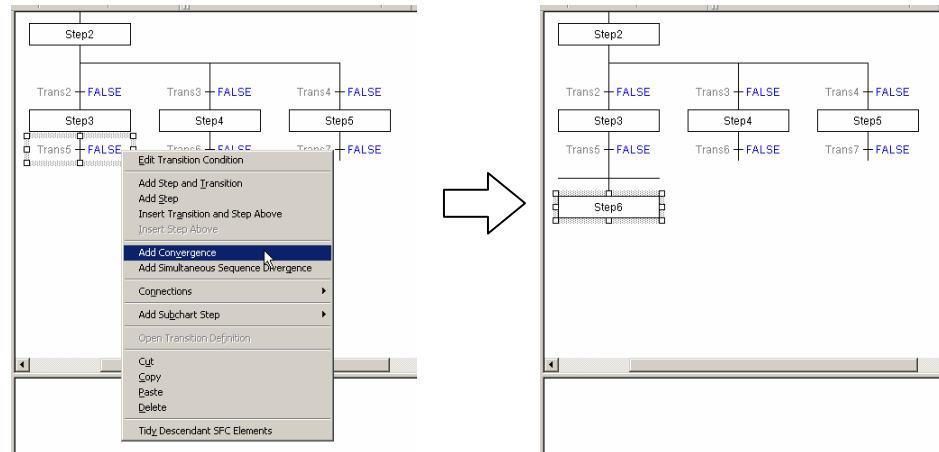 Step2
Trans2 FALSE Trans3 FALSE Trans4 FALSE
Step3 Step4 Step5
Trans5 FALSE Trans6 Trans7 FALSE
Edit Transition Condition
Add Step and Transition
Add Step
Insert Transition and Step Above
Insert Step Above
Add Convergence
Add Simultaneous Sequence Divergence
Connections
Add Subchart Step
Open Transition Definition
Cut
Copy
Paste
Delete
Tidy Descendant SFC Elements
Step2
Trans2 FALSE Trans3 FALSE Trans4 FALSE
Step3 Step4 Step5
Trans5 FALSE Trans6 FALSE Trans7 FALSE
Step6